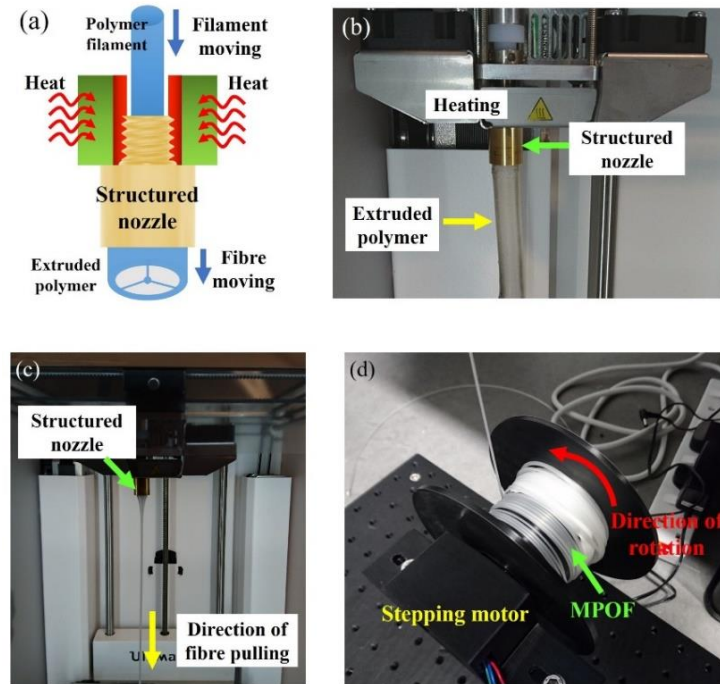 (a)
Polymer
filament
Filament
moving
Heat
Heat
Structured
nozzle
Extruded
polymer
Fibre
moving
(b)
Heating
Structured
nozzle
Extruded
polymer
(c)
Structured
nozzle
Direction of
fibre pulling
(d)
Direction of
rotation
MPOF
Stepping motor